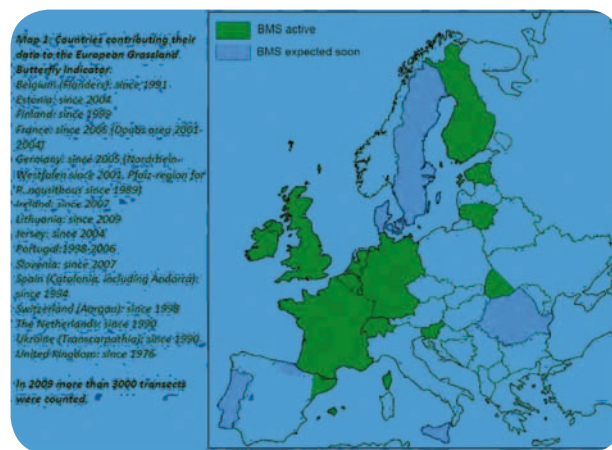 Map 1: Countries contributing their
data to the European Grassland
Butterfly Indicator.
Belgium (Flanders): since 1991
Estonia: since 2004
Finland: since 1999
France: since 2006 (Doubs area 2001-
2004)
Germany: since 2005 (Nordrhein-
Westfalen since 2001, Pfalz-region for
nausithous since 1989)
Ireland: since 2007
Lithuania: since 2009
Jersey: since 2004
Portugal: 1998-2006
Slovenia: since 2007
Spain (Catalonia, including Andorra):
since 1994
Switzerland (Aargau): since 1998
The Netherlands: since 1990
Ukraine (Transcarpathia): since 1990
United Kingdom: since 1976
In 2009 more than 3000 transects
were counted.
BMS active
BMS expected soon